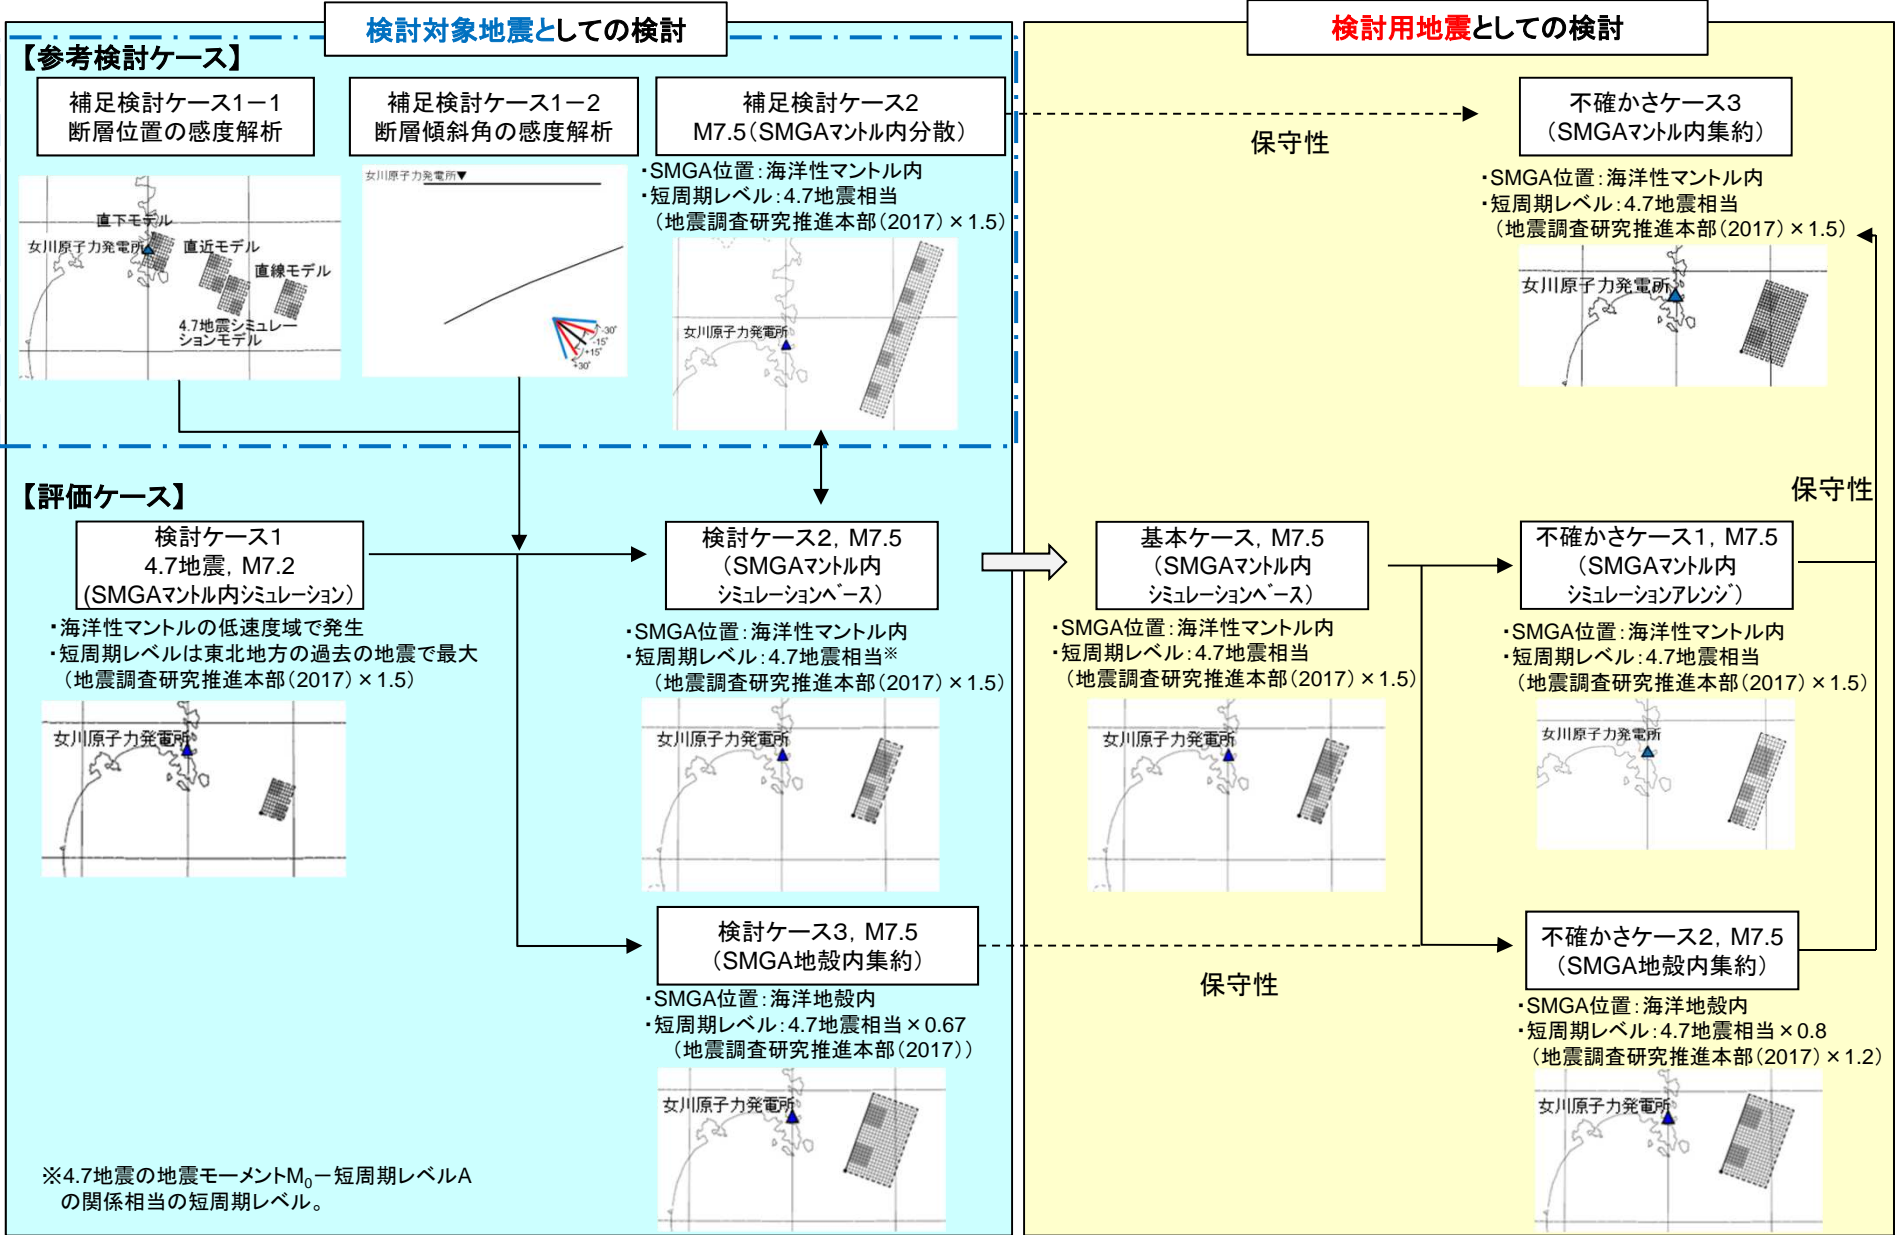 検討対象地震としての検討
【参考検討ケース】
補足検討ケース1－1
断層位置の感度解析
直下モデル
女川原子力発電所
直近モデル
直線モデル
4.7地震シミュレー
ションモデル
補足検討ケース1－2
断層傾斜角の感度解析
女川原子力発電所▼
-30°
-15°
+15°
+30°
補足検討ケース2
M7.5（SMGAマントル内分散）
・SMGA位置：海洋性マントル内
・短周期レベル：4.7地震相当
（地震調査研究推進本部（2017）×1.5）
女川原子力発電所
【評価ケース】
検討ケース1
4.7地震，M7.2
（SMGAマントル内シミュレーション）
・海洋性マントルの低速度域で発生
・短周期レベルは東北地方の過去の地震で最大
（地震調査研究推進本部（2017）×1.5）
女川原子力発電所
検討ケース2，M7.5
（SMGAマントル内
シミュレーションベース）
・SMGA位置：海洋性マントル内
・短周期レベル：4.7地震相当※
（地震調査研究推進本部（2017）×1.5）
女川原子力発電所
検討ケース3，M7.5
（SMGA地殻内集約）
・SMGA位置：海洋地殻内
・短周期レベル：4.7地震相当×0.67
（地震調査研究推進本部（2017））
女川原子力発電所
※4.7地震の地震モーメントM₀－短周期レベルA
の関係相当の短周期レベル。
検討用地震としての検討
保守性
不確かさケース3
（SMGAマントル内集約）
・SMGA位置：海洋性マントル内
・短周期レベル：4.7地震相当
（地震調査研究推進本部（2017）×1.5）
女川原子力発電所
保守性
基本ケース，M7.5
（SMGAマントル内
シミュレーションベース）
・SMGA位置：海洋性マントル内
・短周期レベル：4.7地震相当
（地震調査研究推進本部（2017）×1.5）
女川原子力発電所
不確かさケース1，M7.5
（SMGAマントル内
シミュレーションアレンジ）
・SMGA位置：海洋性マントル内
・短周期レベル：4.7地震相当
（地震調査研究推進本部（2017）×1.5）
女川原子力発電所
保守性
不確かさケース2，M7.5
（SMGA地殻内集約）
・SMGA位置：海洋地殻内
・短周期レベル：4.7地震相当×0.8
（地震調査研究推進本部（2017）×1.2）
女川原子力発電所